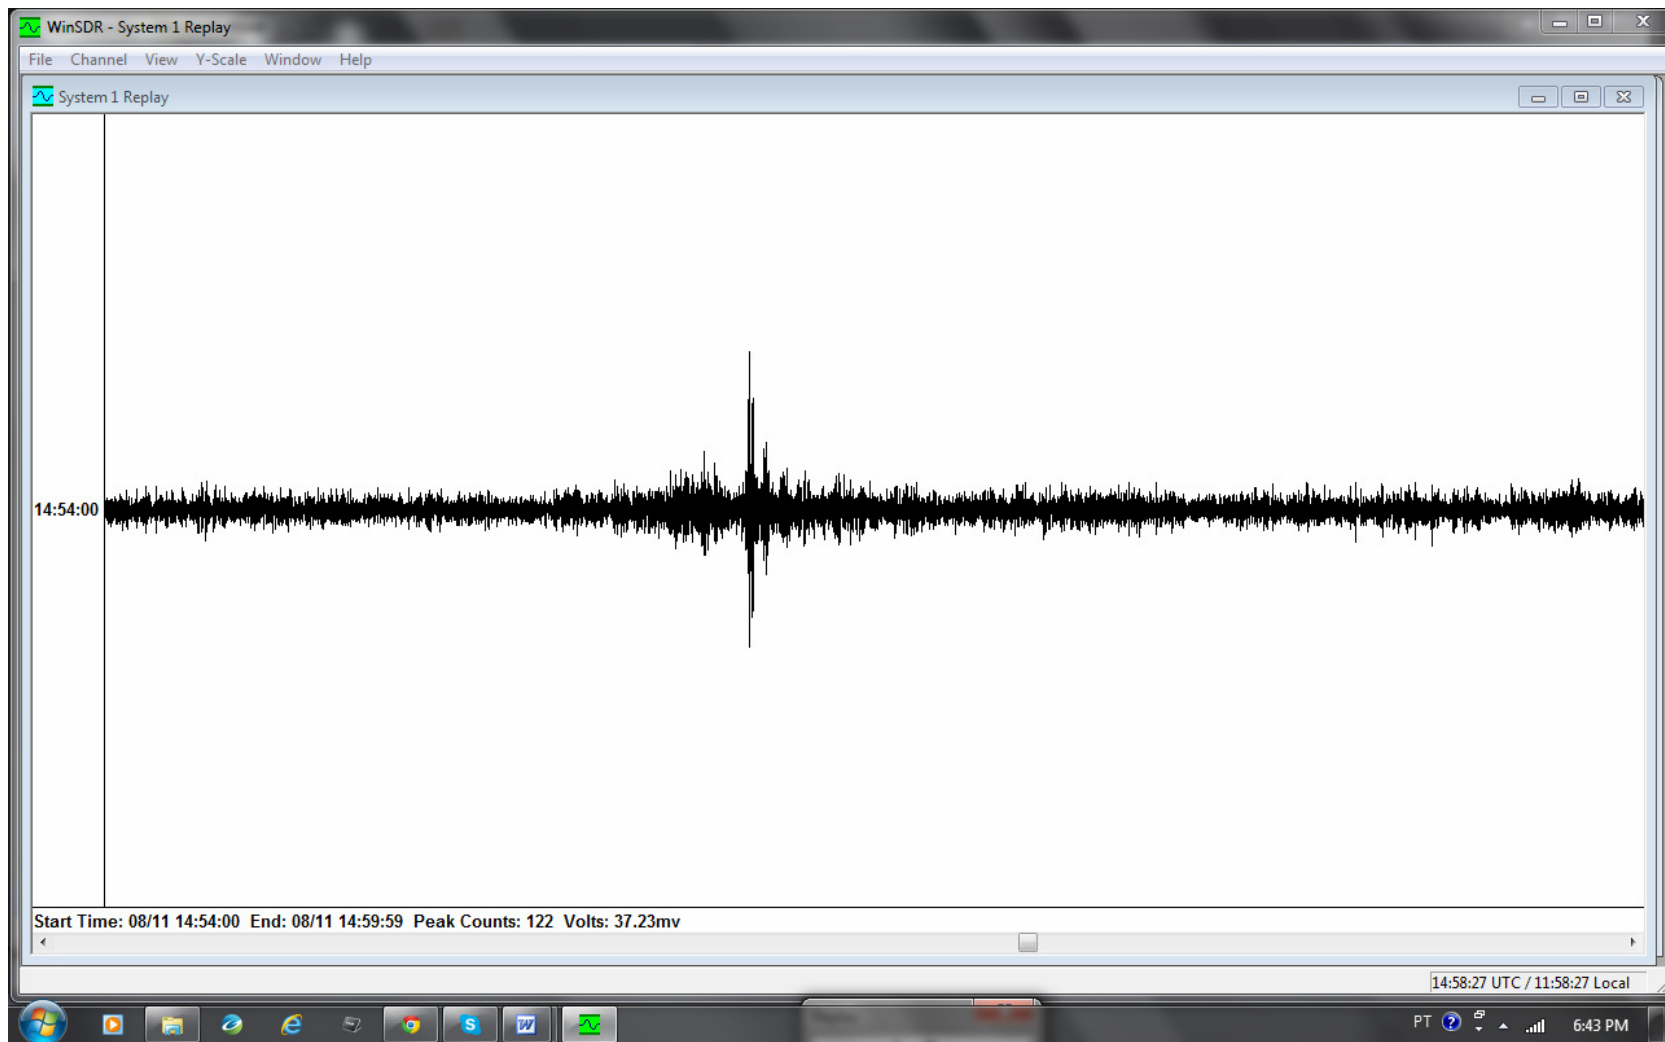 WinSDR - System 1 Replay
File Channel View Y-Scale Window Help
System 1 Replay
14:54:00
Start Time: 08/11 14:54:00 End: 08/11 14:59:59 Peak Counts: 122 Volts: 37.23mv
14:58:27 UTC / 11:58:27 Local
PT 6:43 PM